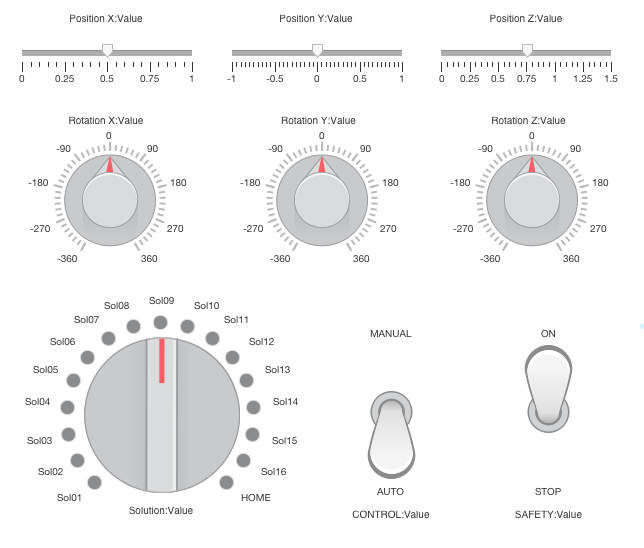 Position X:Value
Position Y:Value
Position Z:Value
0 0.25 0.5 0.75 1
-1 -0.5 0 0.5 1
0 0.25 0.5 0.75 1 1.25 1.5
Rotation X:Value
Rotation Y:Value
Rotation Z:Value
0
-90 90
-180 180
-270 270
-360 360
0
-90 90
-180 180
-270 270
-360 360
0
-90 90
-180 180
-270 270
-360 360
Sol01
Sol02
Sol03
Sol04
Sol05
Sol06
Sol07
Sol08
Sol09
Sol10
Sol11
Sol12
Sol13
Sol14
Sol15
Sol16
HOME
Solution:Value
MANUAL
AUTO
CONTROL:Value
ON
STOP
SAFETY:Value